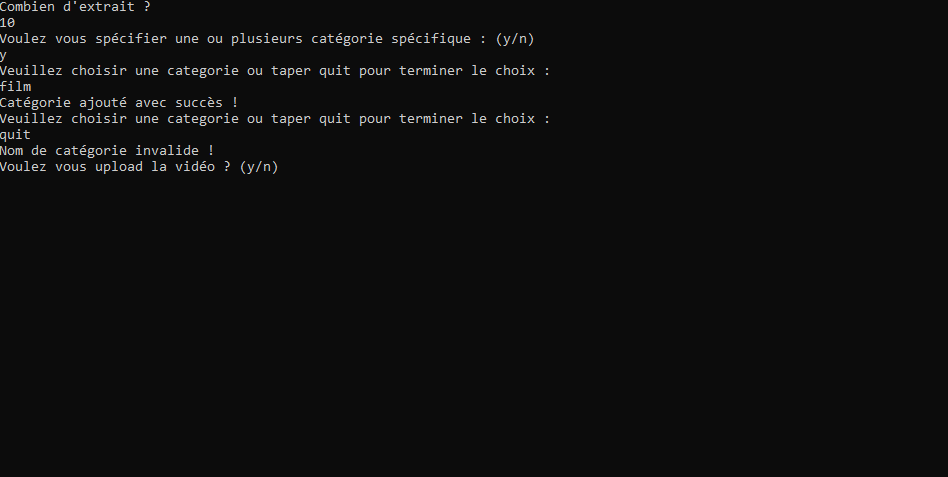 Combien d'extrait ?
10
Voulez vous spécifier une ou plusieurs catégorie spécifique : (y/n)
y
Veuillez choisir une categorie ou taper quit pour terminer le choix :
film
Catégorie ajouté avec succès !
Veuillez choisir une categorie ou taper quit pour terminer le choix :
quit
Nom de catégorie invalide !
Voulez vous upload la vidéo ? (y/n)